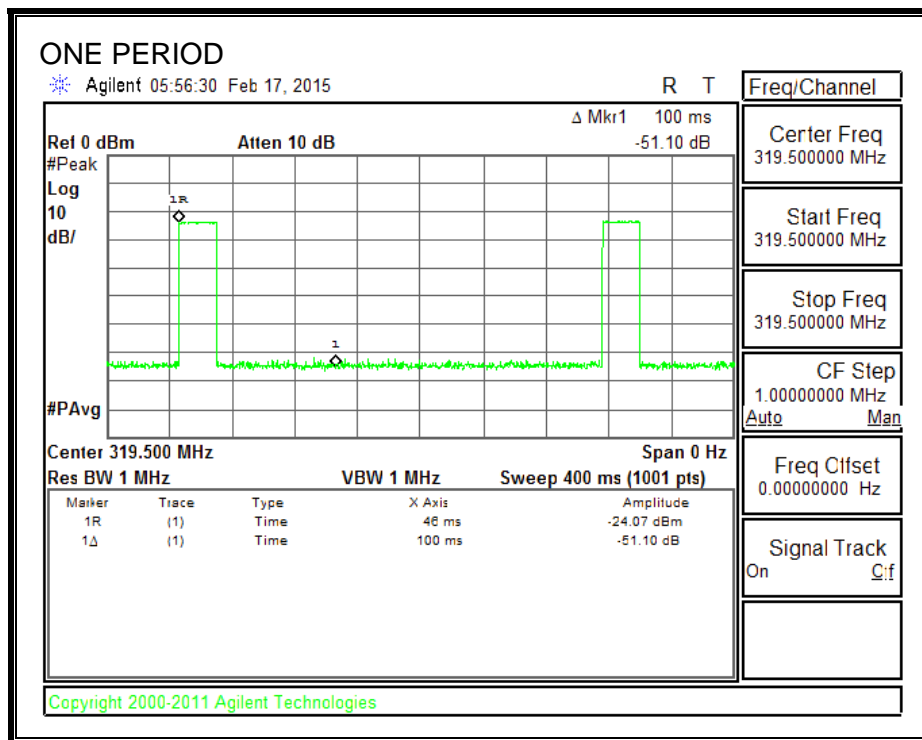 ONE PERIOD
Agilent 05:56:30 Feb 17, 2015 R T
Δ Mkr1 100 ms
Ref 0 dBm Atten 10 dB -51.10 dB
#Peak
Log
10
dB/
1R
1
#PAvg
Center 319.500 MHz Span 0 Hz
Res BW 1 MHz VBW 1 MHz Sweep 400 ms (1001 pts)
Marker Trace Type X Axis Amplitude
1R (1) Time 46 ms -24.07 dBm
1Δ (1) Time 100 ms -51.10 dB
Copyright 2000-2011 Agilent Technologies
Freq/Channel
Center Freq
319.500000 MHz
Start Freq
319.500000 MHz
Stop Freq
319.500000 MHz
CF Step
1.00000000 MHz
Auto Man
Freq Offset
0.00000000 Hz
Signal Track
On Off